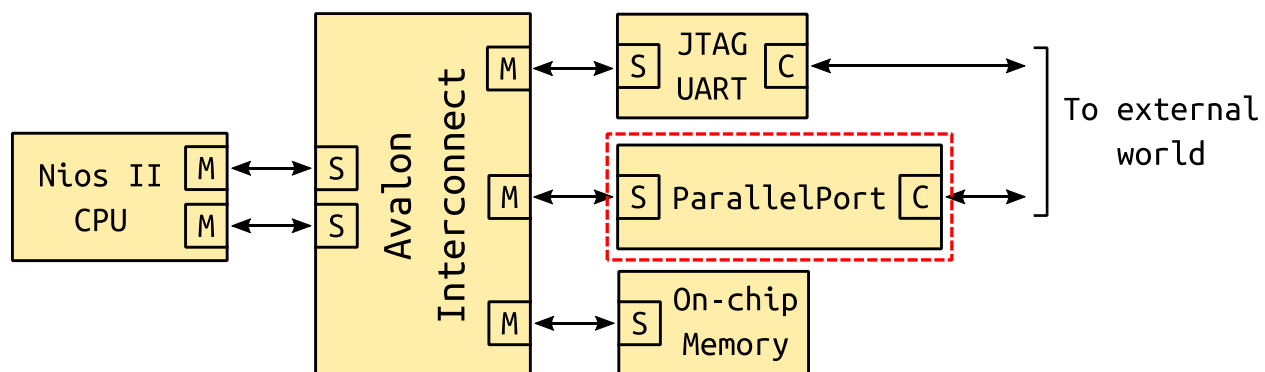 Nios II
CPU
M
M
S
S
Avalon
Interconnect
M
M
M
S
JTAG
UART
C
S
ParallelPort
C
S
On-chip
Memory
To external
world